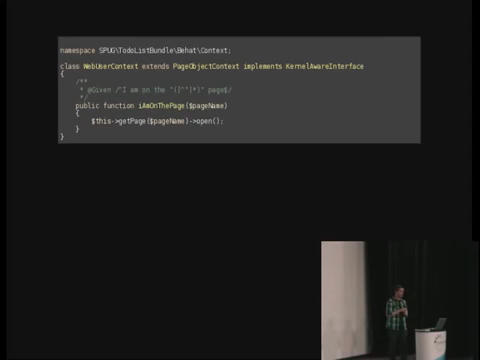 namespace SPUG\TodoListBundle\Behat\Context;
class WebUserContext extends PageObjectContext implements KernelAwareInterface
{
/**
* @Given /^I am on the "([^"]*)" page$/
*/
public function iAmOnThePage($pageName)
{
$this->getPage($pageName)->open();
}
}